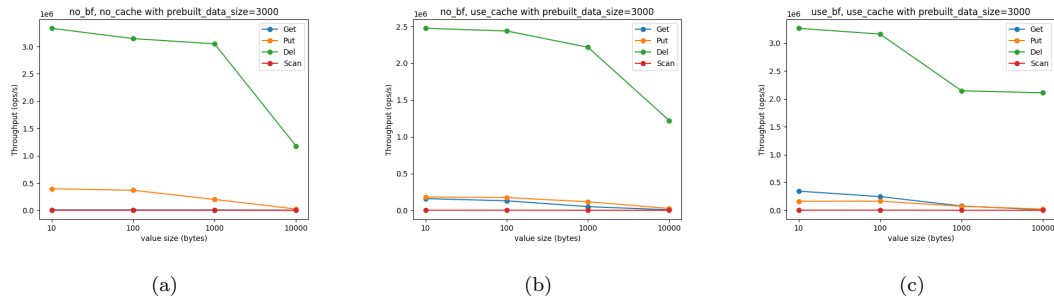 no_bf, no_cache with prebuilt_data_size=3000
1e6
Get
Put
Del
Scan
3.0
2.5
2.0
1.5
1.0
0.5
0.0
Throughput (ops/s)
10 100 1000 10000
value size (bytes)
(a)
no_bf, use_cache with prebuilt_data_size=3000
1e6
Get
Put
Del
Scan
2.5
2.0
1.5
1.0
0.5
0.0
Throughput (ops/s)
10 100 1000 10000
value size (bytes)
(b)
use_bf, use_cache with prebuilt_data_size=3000
1e6
Get
Put
Del
Scan
3.0
2.5
2.0
1.5
1.0
0.5
0.0
Throughput (ops/s)
10 100 1000 10000
value size (bytes)
(c)